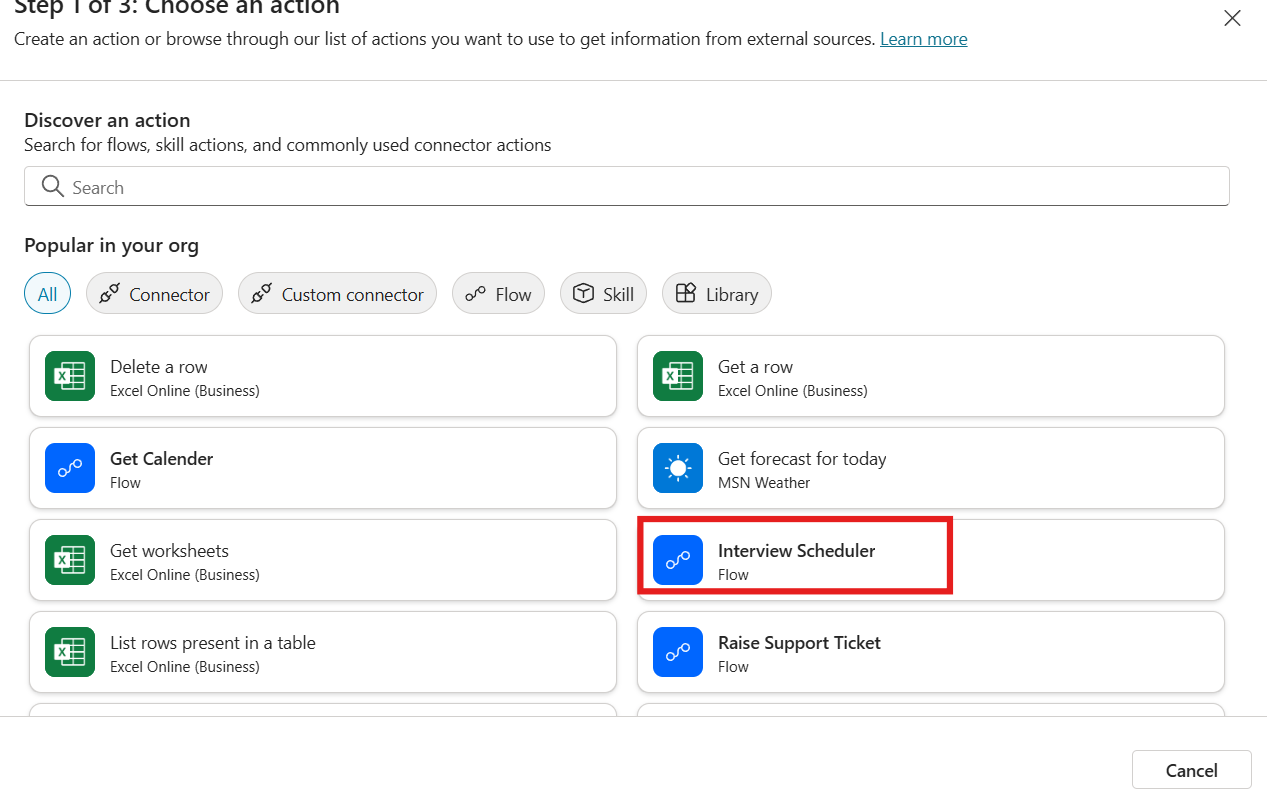 Step 1 of 3: Choose an action
Create an action or browse through our list of actions you want to use to get information from external sources. Learn more
Discover an action
Search for flows, skill actions, and commonly used connector actions
Search
Popular in your org
All Connector Custom connector Flow Skill Library
Delete a row
Excel Online (Business)
Get a row
Excel Online (Business)
Get Calender
Flow
Get forecast for today
MSN Weather
Get worksheets
Excel Online (Business)
Interview Scheduler
Flow
List rows present in a table
Excel Online (Business)
Raise Support Ticket
Flow
Cancel